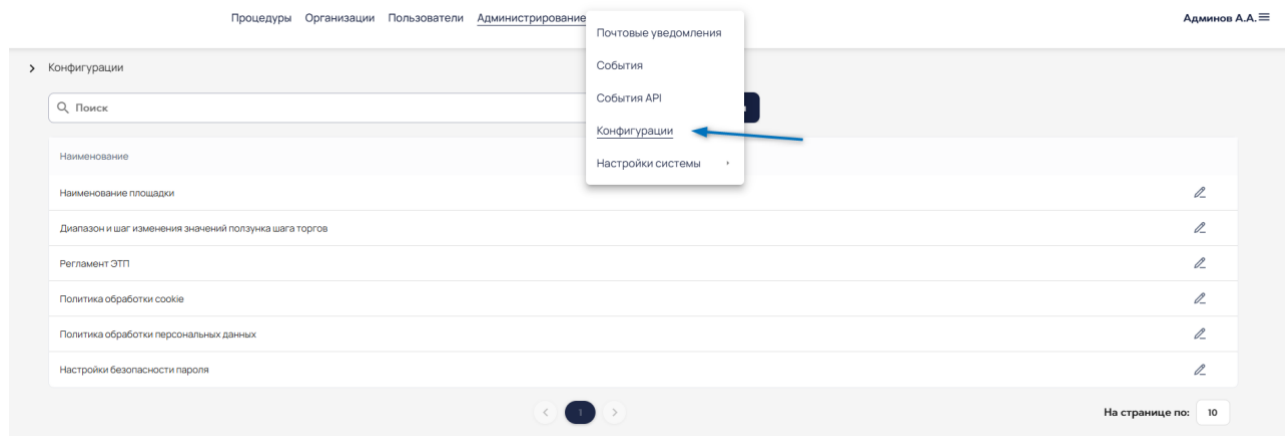 Процедуры Организации Пользователи Администрирование Админов А.А.
Почтовые уведомления
События
События API
Конфигурации
Настройки системы
Конфигурации
Поиск
Наименование
Наименование площадки
Диапазон и шаг изменения значений ползунка шага торгов
Регламент ЭТП
Политика обработки cookie
Политика обработки персональных данных
Настройки безопасности пароля
1
На странице по: 10